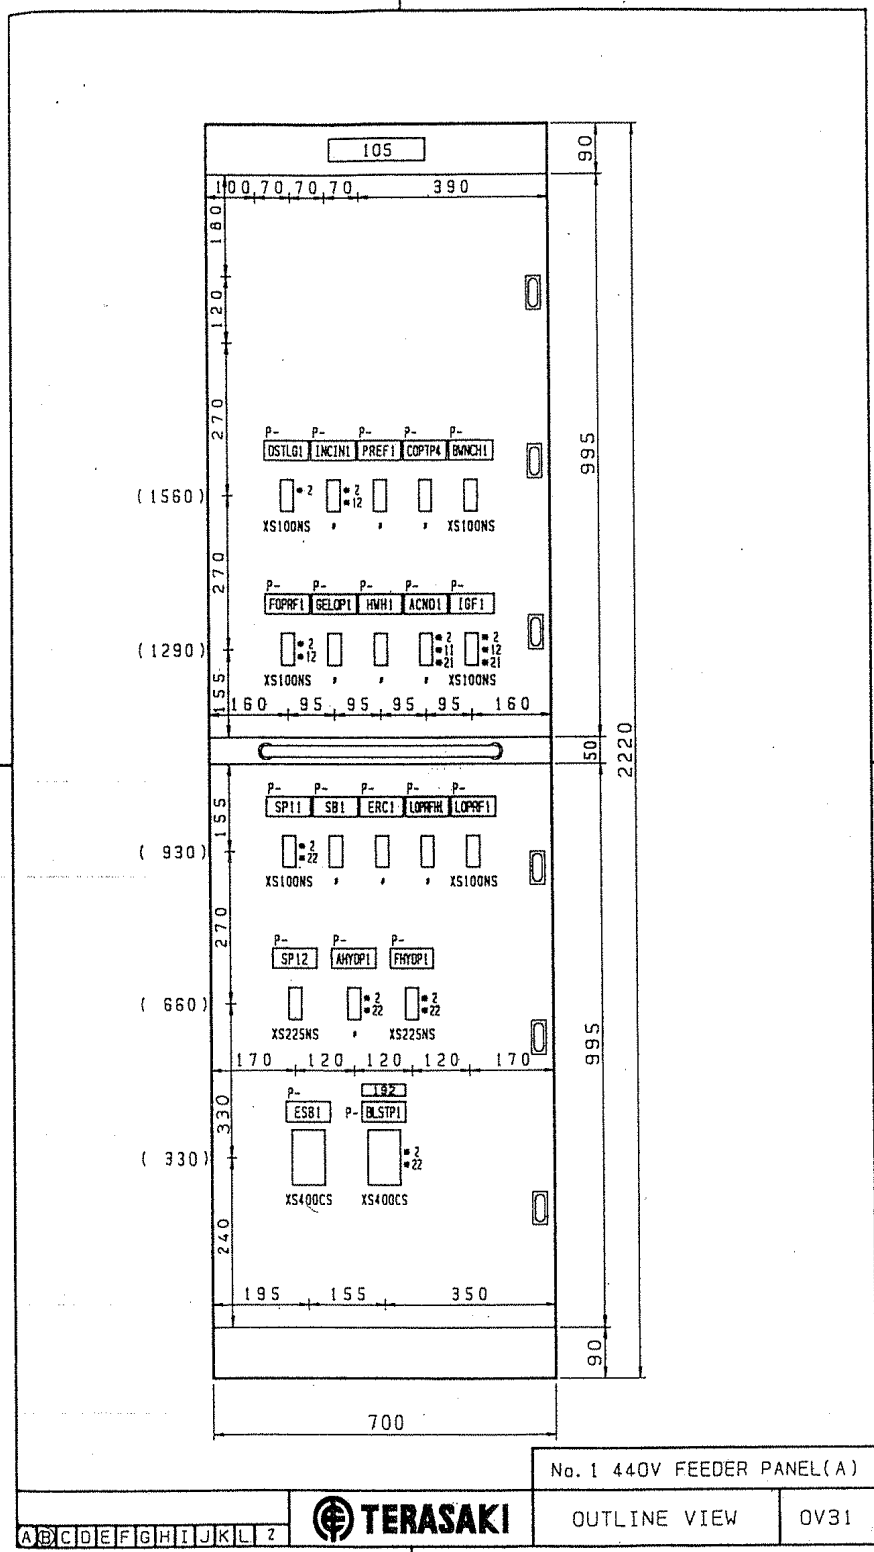 105
90
100 70 70 70 390
180
120
270
995
P- P- P- P- P-
DSTLG1 INCIN1 PREF1 COPTP4 BWNCH1
(1560)
*2 *2
*12
XS100NS " " " XS100NS
270
P- P- P- P- P-
FOPRF1 GELOP1 HWH1 ACND1 IGF1
(1290)
*2 *2 *2
*12 *11 *12
*21 *21
XS100NS " " " XS100NS
155
160 95 95 95 95 160
50
2220
155
P- P- P- P- P-
SP11 SB1 ERC1 LOPRFH1 LOPRF1
( 930)
*2
*22
XS100NS " " " XS100NS
270
P- P- P-
SP12 AHYDP1 FHYDP1
( 660)
*2 *2
*22 *22
XS225NS " XS225NS
995
170 120 120 120 170
330
P- 192
ESB1 P- BLSTP1
( 330)
*2
*22
XS400CS XS400CS
240
195 155 350
90
700
No. 1 440V FEEDER PANEL(A)
TERASAKI
OUTLINE VIEW OV31
A B C D E F G H I J K L Z